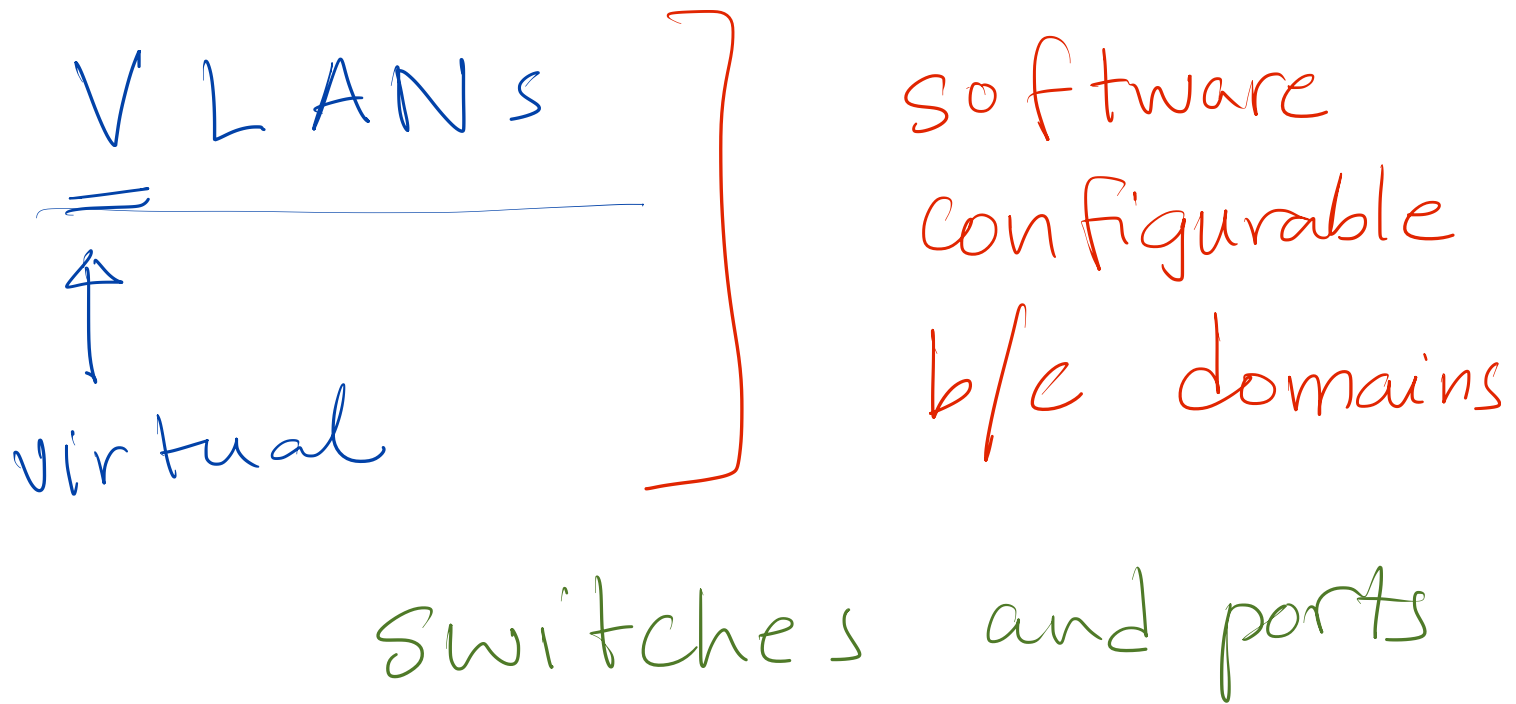 VLANs
virtual
software
configurable
b/c domains
switches and ports